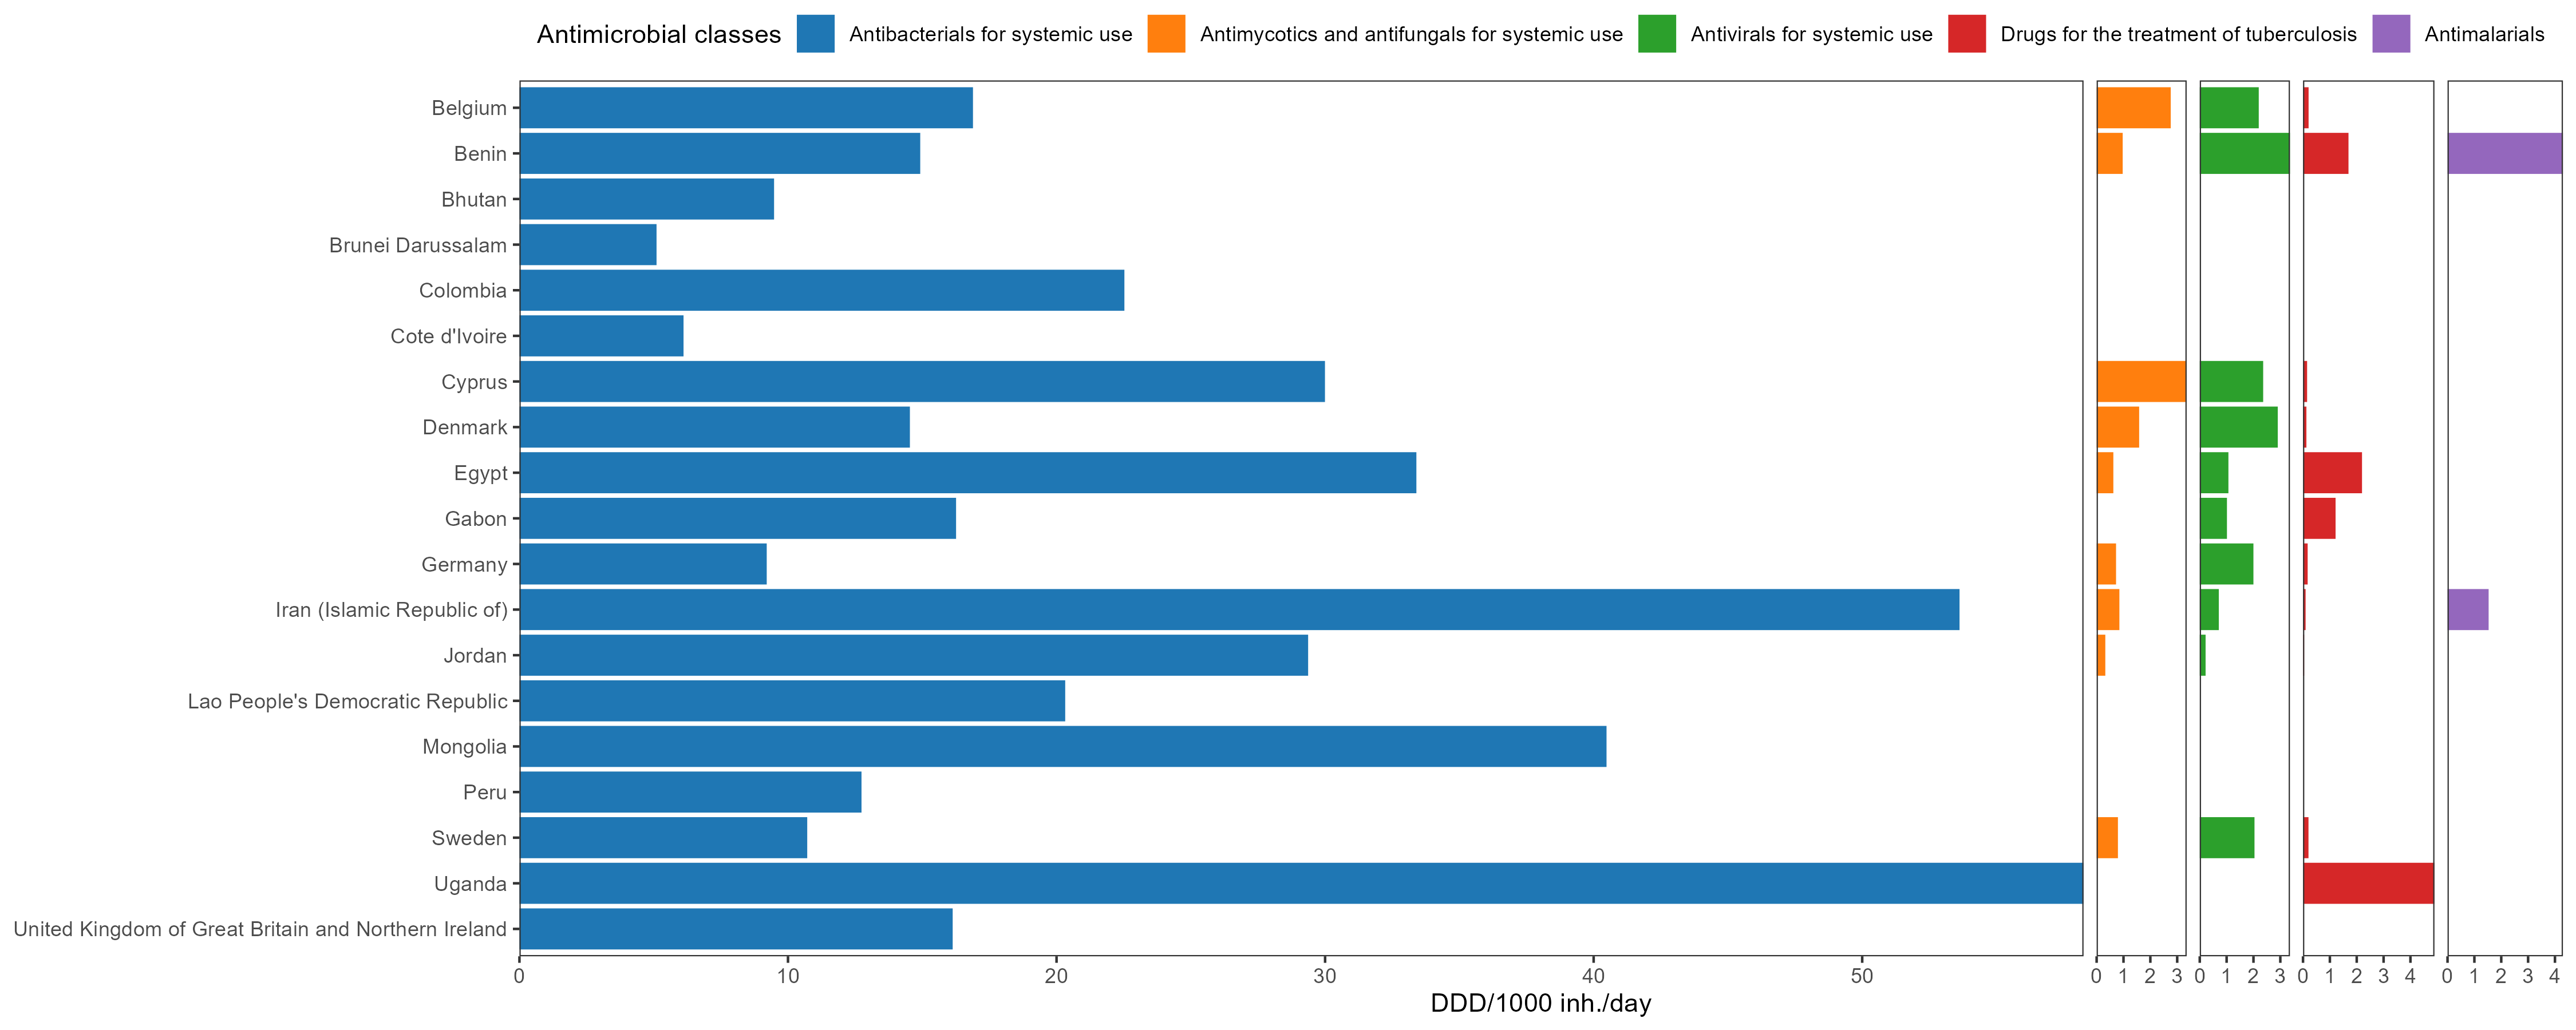 Antimicrobial classes Antibacterials for systemic use Antimycotics and antifungals for systemic use Antivirals for systemic use Drugs for the treatment of tuberculosis Antimalarials
Belgium
Benin
Bhutan
Brunei Darussalam
Colombia
Cote d'Ivoire
Cyprus
Denmark
Egypt
Gabon
Germany
Iran (Islamic Republic of)
Jordan
Lao People's Democratic Republic
Mongolia
Peru
Sweden
Uganda
United Kingdom of Great Britain and Northern Ireland
0 10 20 30 40 50 0 1 2 3 0 1 2 3 0 1 2 3 4 0 1 2 3 4
DDD/1000 inh./day